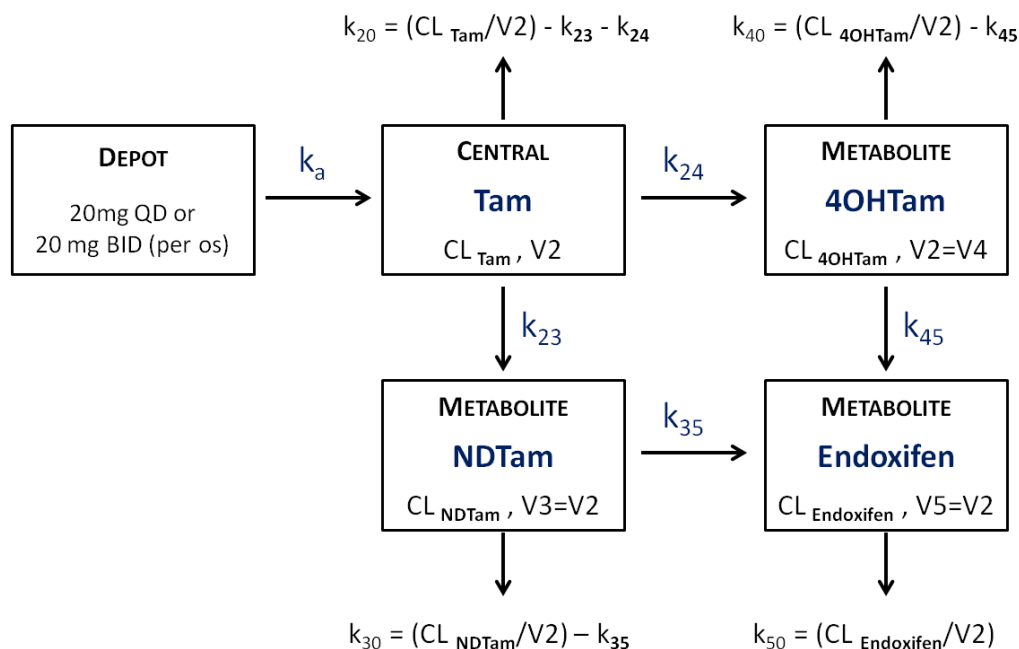 k20 = (CL Tam/V2) - k23 - k24
k40 = (CL 4OHTam/V2) - k45
DEPOT
20mg QD or
20 mg BID (per os)
ka
CENTRAL
Tam
CL Tam , V2
k24
METABOLITE
4OHTam
CL 4OHTam , V2=V4
k23
k45
METABOLITE
NDTam
CL NDTam , V3=V2
k35
METABOLITE
Endoxifen
CL Endoxifen , V5=V2
k30 = (CL NDTam/V2) – k35
k50 = (CL Endoxifen/V2)